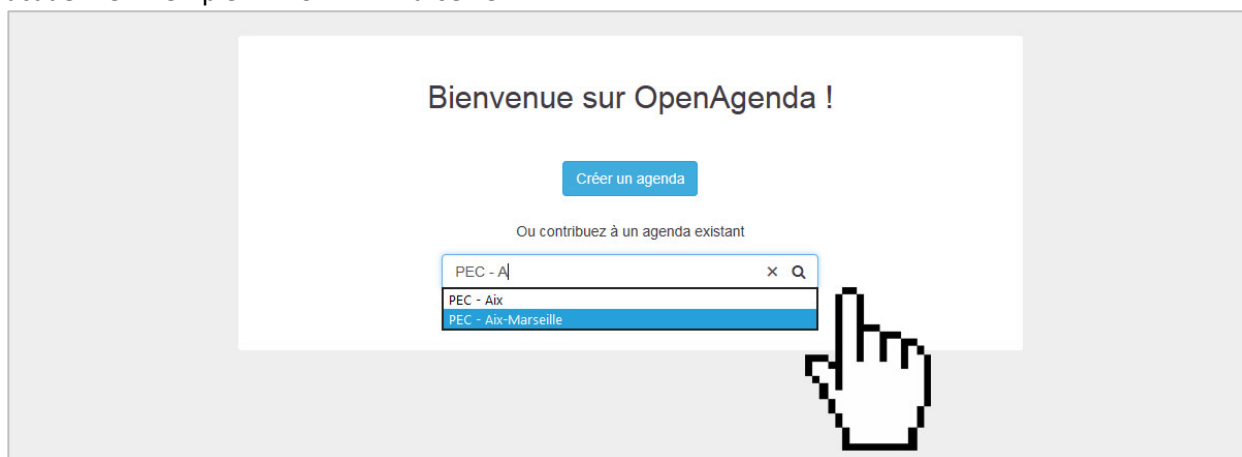 Bienvenue sur OpenAgenda !
Créer un agenda
Ou contribuez à un agenda existant
PEC - A
PEC - Aix
PEC - Aix-Marseille